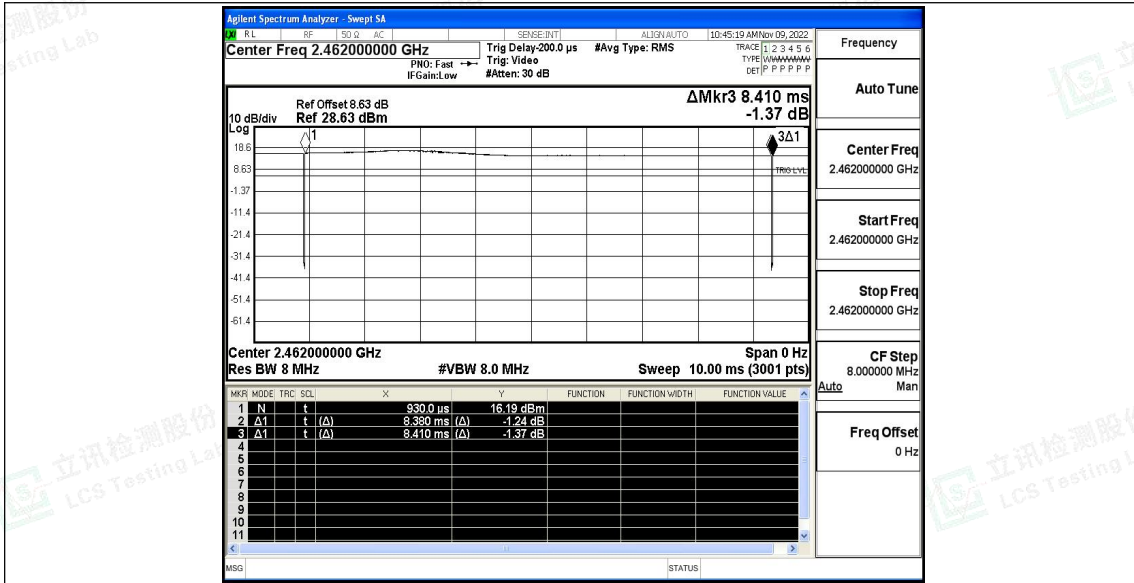 Agilent Spectrum Analyzer - Swept SA
RL RF 50 Ω AC SENSE:INT ALIGN AUTO 10:45:19 AM Nov 09, 2022
Center Freq 2.462000000 GHz
PNO: Fast
IFGain:Low
Trig Delay-200.0 µs
Trig: Video
#Atten: 30 dB
#Avg Type: RMS
TRACE 1 2 3 4 5 6
TYPE WWWWWW
DET P P P P P P
Ref Offset 8.63 dB
10 dB/div Ref 28.63 dBm
Log
ΔMkr3 8.410 ms
-1.37 dB
1
3Δ1
18.6
8.63
TRIG LVL
-1.37
-11.4
-21.4
-31.4
-41.4
-51.4
-61.4
Center 2.462000000 GHz Span 0 Hz
Res BW 8 MHz #VBW 8.0 MHz Sweep 10.00 ms (3001 pts)
MKR MODE TRC SCL X Y FUNCTION FUNCTION WIDTH FUNCTION VALUE
1 N t 930.0 µs 16.19 dBm
2 Δ1 t (Δ) 8.380 ms (Δ) -1.24 dB
3 Δ1 t (Δ) 8.410 ms (Δ) -1.37 dB
4
5
6
7
8
9
10
11
MSG STATUS
Frequency
Auto Tune
Center Freq
2.462000000 GHz
Start Freq
2.462000000 GHz
Stop Freq
2.462000000 GHz
CF Step
8.000000 MHz
Auto Man
Freq Offset
0 Hz
立讯检测股份
LCS Testing Lab
立讯检测股份
LCS Testing L
测股份
sting Lab